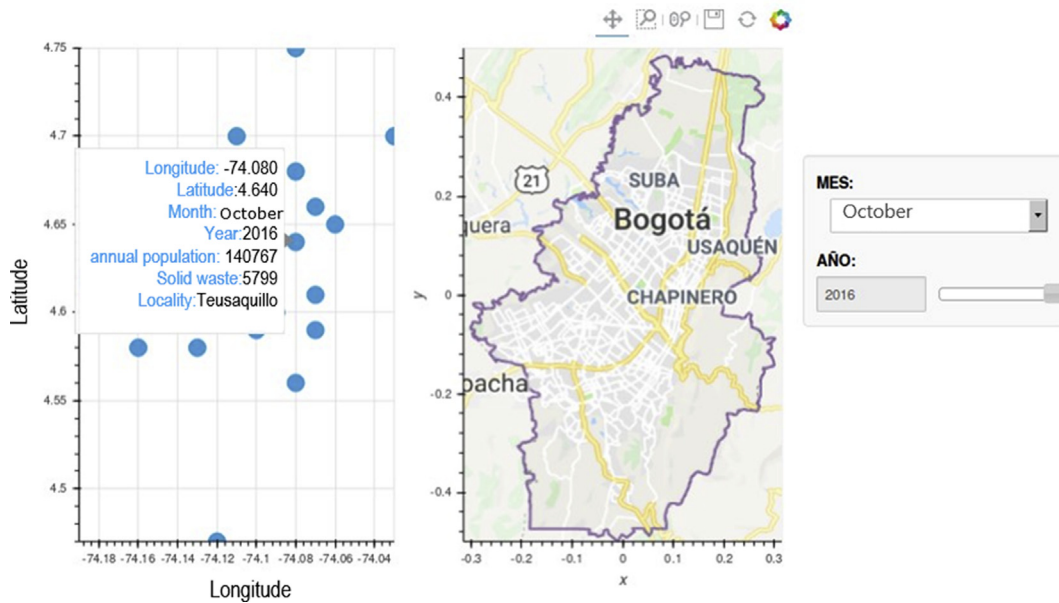 4.75
4.7
4.65
4.6
4.55
4.5
Latitude
Longitude: -74.080
Latitude:4.640
Month: October
Year:2016
annual population: 140767
Solid waste:5799
Locality:Teusaquillo
-74.18 -74.16 -74.14 -74.12 -74.1 -74.08 -74.06 -74.04
Longitude
0.4
0.2
0
-0.2
-0.4
y
21
SUBA
Bogotá
quera
USAQUÉN
CHAPINERO
pacha
-0.3 -0.2 -0.1 0 0.1 0.2 0.3
x
MES:
October
AÑO:
2016